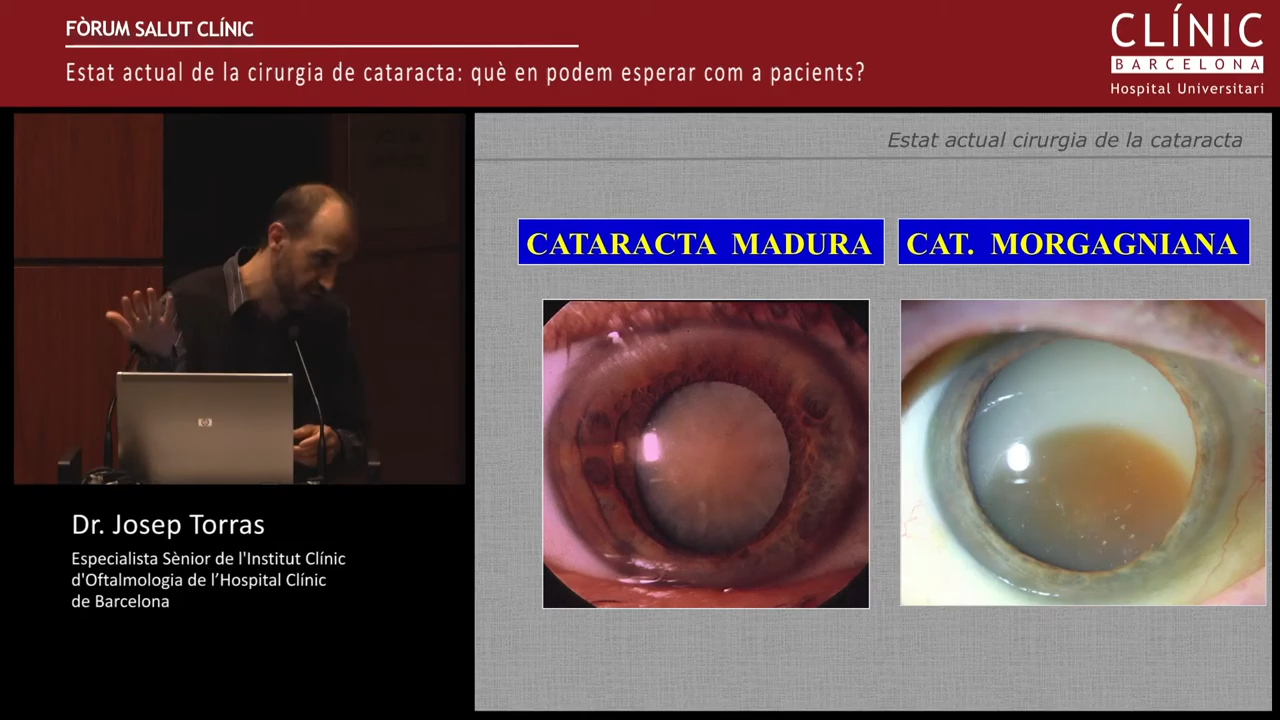 FÒRUM SALUT CLÍNIC
Estat actual de la cirurgia de cataracta: què en podem esperar com a pacients?
CLÍNIC
BARCELONA
Hospital Universitari
Estat actual cirurgia de la cataracta
CATARACTA MADURA
CAT. MORGAGNIANA
hp
Dr. Josep Torras
Especialista Sènior de l'Institut Clínic
d'Oftalmologia de l’Hospital Clínic
de Barcelona